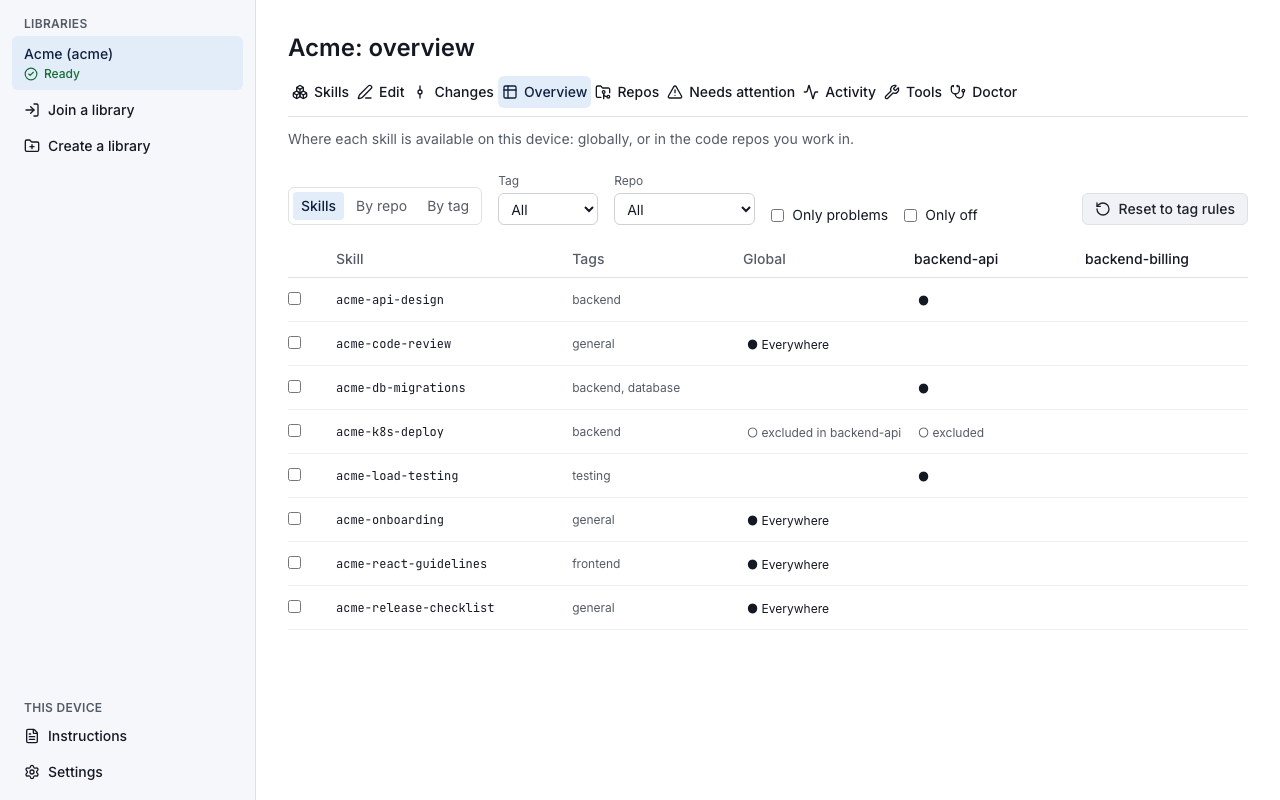 LIBRARIES
Acme (acme)
Ready
Join a library
Create a library
THIS DEVICE
Instructions
Settings
Acme: overview
Skills Edit Changes Overview Repos Needs attention Activity Tools Doctor
Where each skill is available on this device: globally, or in the code repos you work in.
Tag Repo
Skills By repo By tag All All Only problems Only off Reset to tag rules
Skill Tags Global backend-api backend-billing
acme-api-design backend
acme-code-review general Everywhere
acme-db-migrations backend, database
acme-k8s-deploy backend excluded in backend-api excluded
acme-load-testing testing
acme-onboarding general Everywhere
acme-react-guidelines frontend Everywhere
acme-release-checklist general Everywhere